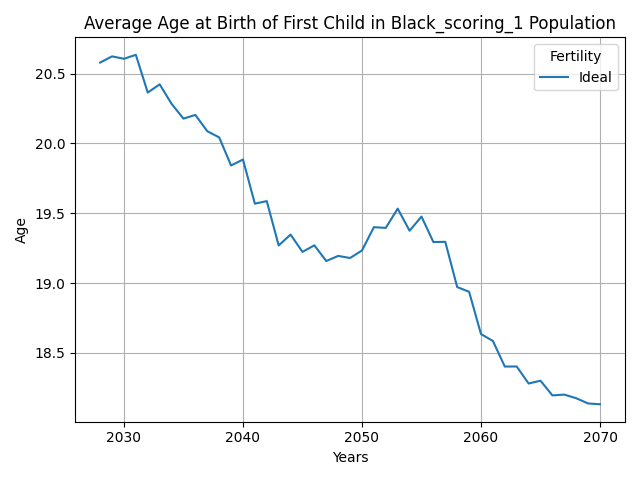 Average Age at Birth of First Child in Black_scoring_1 Population
Fertility
Ideal
Age
20.5
20.0
19.5
19.0
18.5
2030 2040 2050 2060 2070
Years